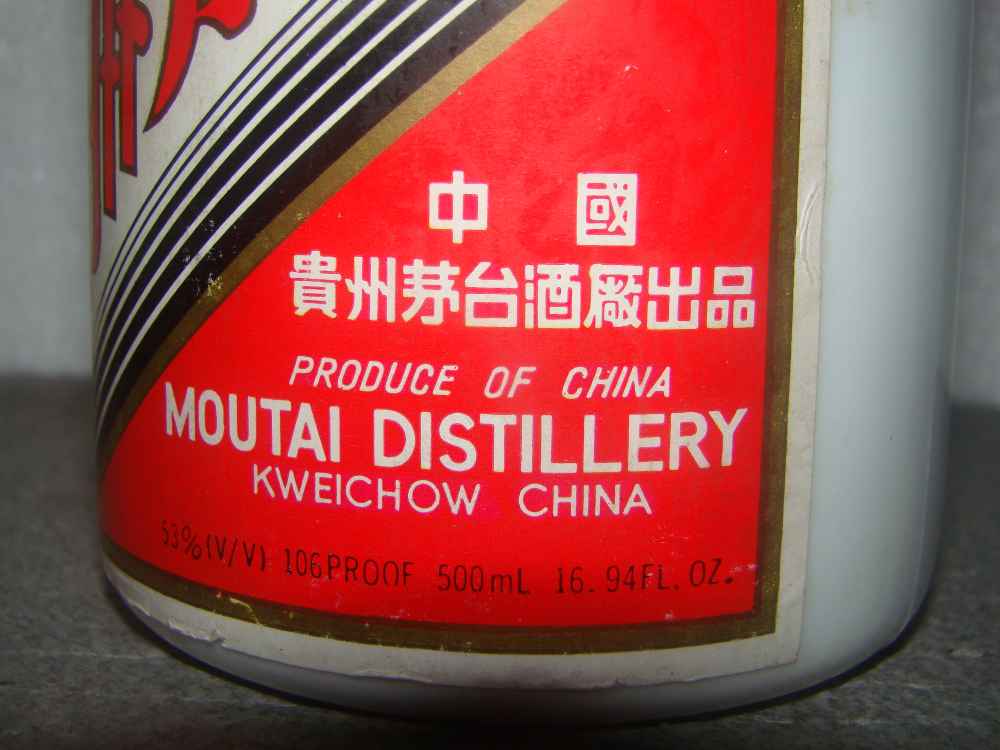 中國
貴州茅台酒廠出品
PRODUCE OF CHINA
MOUTAI DISTILLERY
KWEICHOW CHINA
53%(V/V) 106PROOF 500mL 16.94FL.OZ.